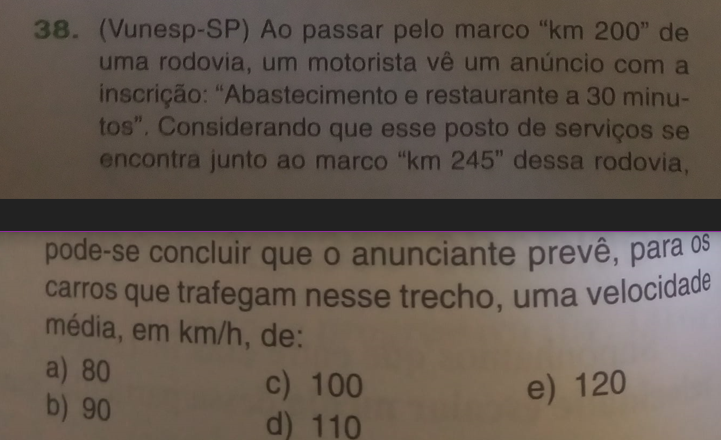 38. (Vunesp-SP) Ao passar pelo marco “km 200” de
uma rodovia, um motorista vê um anúncio com a
inscrição: “Abastecimento e restaurante a 30 minu-
tos”. Considerando que esse posto de serviços se
encontra junto ao marco “km 245” dessa rodovia,
pode-se concluir que o anunciante prevê, para os
carros que trafegam nesse trecho, uma velocidade
média, em km/h, de:
a) 80
b) 90
c) 100
d) 110
e) 120